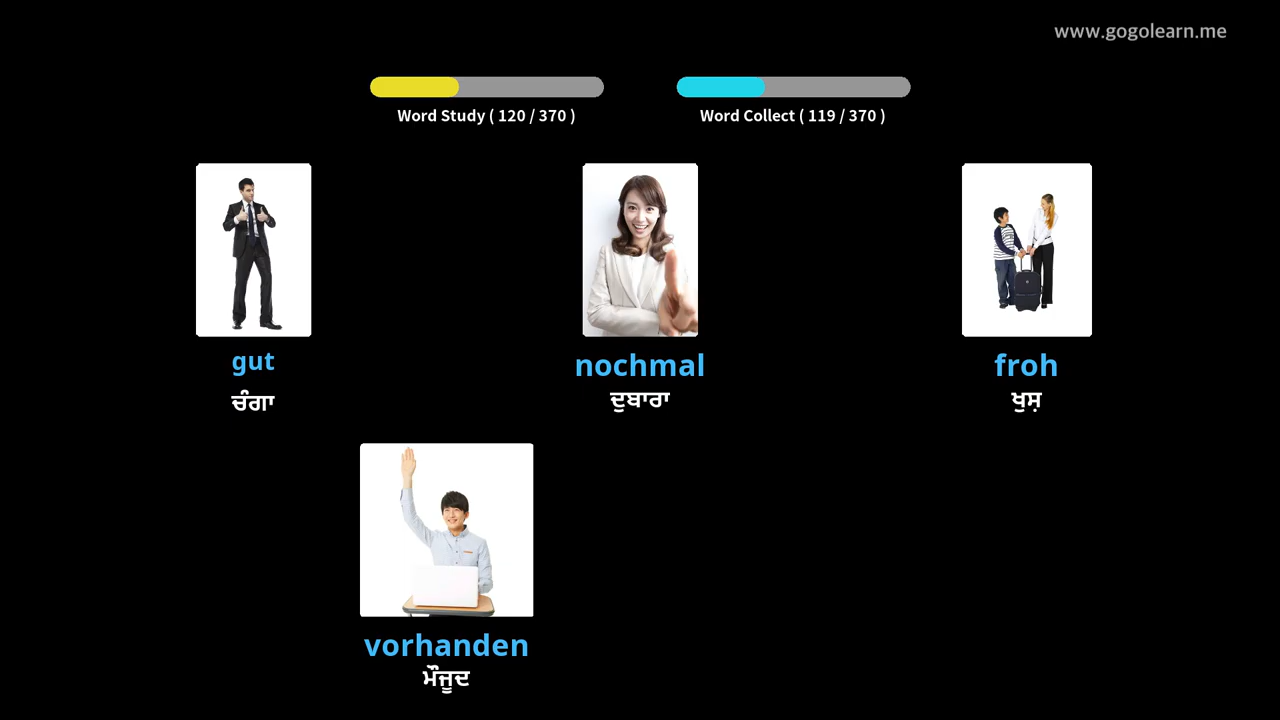 www.gogolearn.me
Word Study ( 120 / 370 )
Word Collect ( 119 / 370 )
gut
ਚੰਗਾ
nochmal
ਦੁਬਾਰਾ
froh
ਖੁਸ਼
vorhanden
ਮੌਜੂਦ